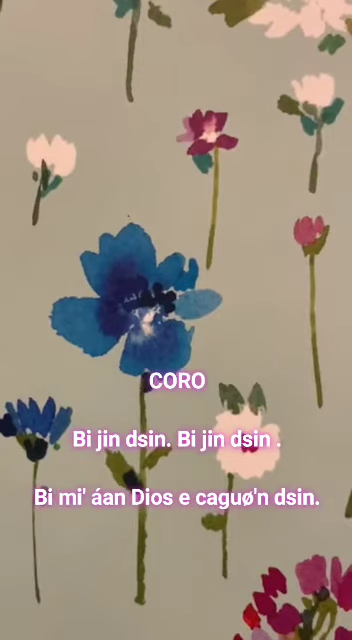 CORO
Bi jin dsin. Bi jin dsin .
Bi mi' áan Dios e caguø'n dsin.